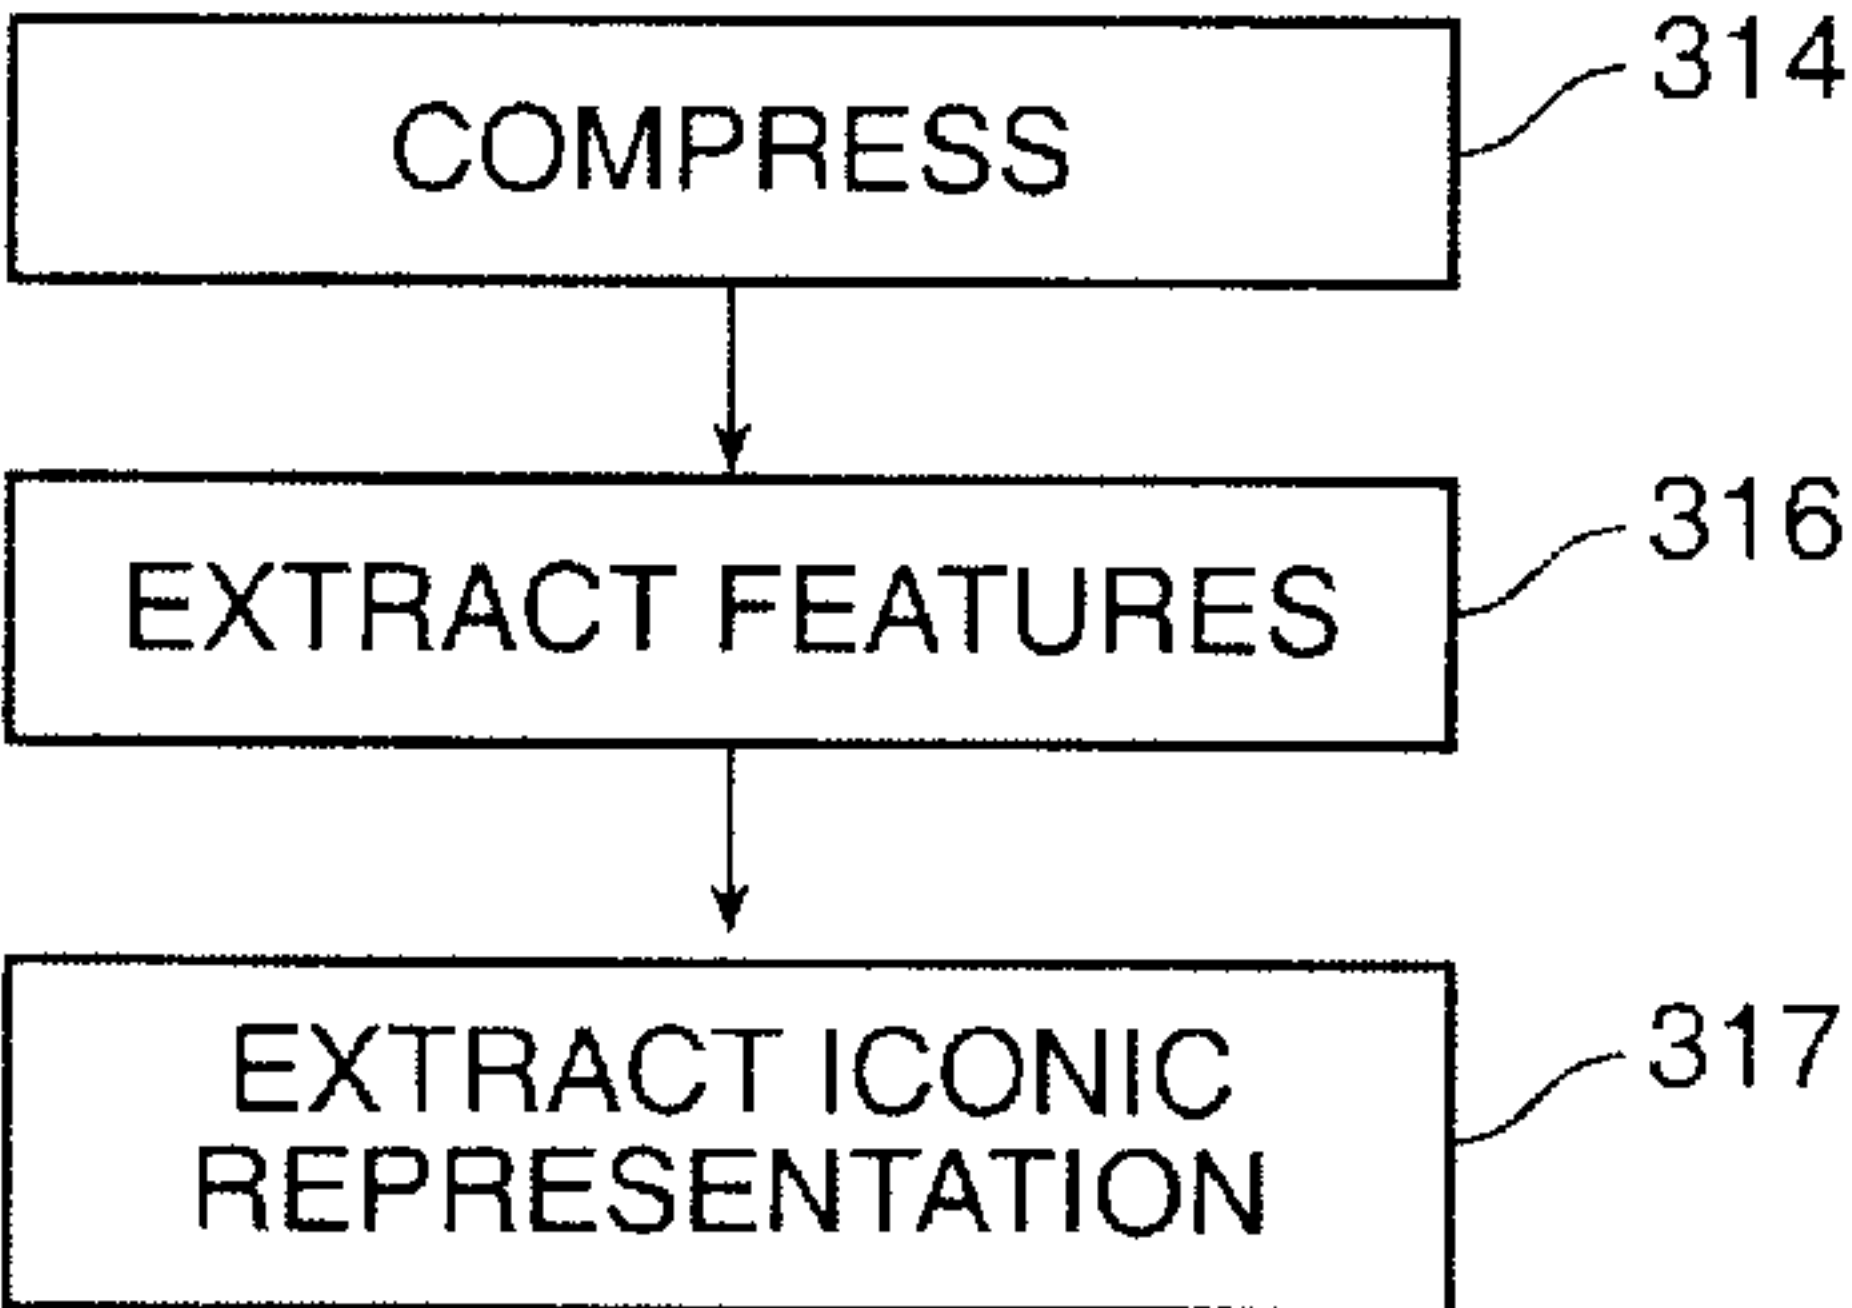 COMPRESS
314
EXTRACT FEATURES
316
EXTRACT ICONIC
REPRESENTATION
317